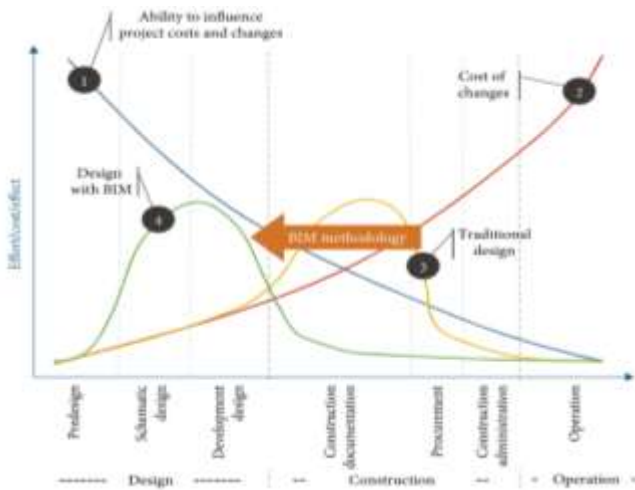 Ability to influence
project costs and changes
1
Cost of
changes
2
Design
with BIM
4
BIM methodology
Traditional
design
3
Effort/cost/effect
Predesign
Schematic
design
Development
design
Construction
documentation
Procurement
Construction
administration
Operation
Design
Construction
Operation